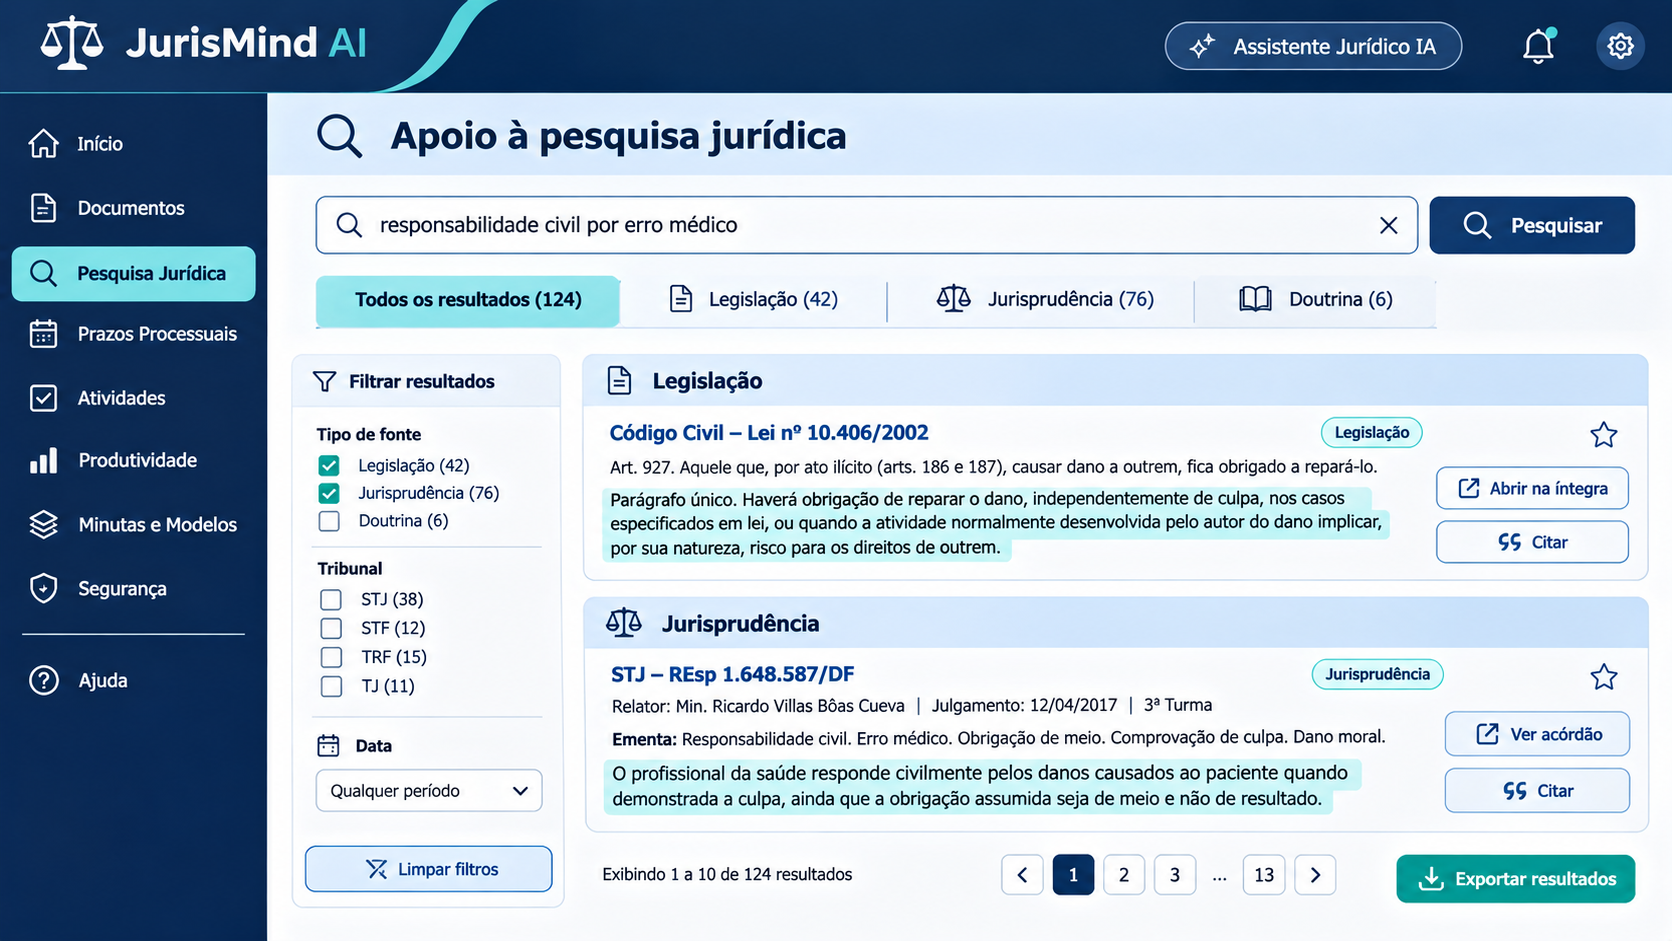 JurisMind AI
Assistente Jurídico IA
Início
Documentos
Pesquisa Jurídica
Prazos Processuais
Atividades
Produtividade
Minutas e Modelos
Segurança
Ajuda
Apoio à pesquisa jurídica
responsabilidade civil por erro médico
Pesquisar
Todos os resultados (124)
Legislação (42)
Jurisprudência (76)
Doutrina (6)
Filtrar resultados
Tipo de fonte
Legislação (42)
Jurisprudência (76)
Doutrina (6)
Tribunal
STJ (38)
STF (12)
TRF (15)
TJ (11)
Data
Qualquer período
Limpar filtros
Legislação
Código Civil – Lei nº 10.406/2002
Legislação
Art. 927. Aquele que, por ato ilícito (arts. 186 e 187), causar dano a outrem, fica obrigado a repará-lo.
Parágrafo único. Haverá obrigação de reparar o dano, independentemente de culpa, nos casos
especificados em lei, ou quando a atividade normalmente desenvolvida pelo autor do dano implicar,
por sua natureza, risco para os direitos de outrem.
Abrir na íntegra
Citar
Jurisprudência
STJ – REsp 1.648.587/DF
Jurisprudência
Relator: Min. Ricardo Villas Bôas Cueva | Julgamento: 12/04/2017 | 3ª Turma
Ementa: Responsabilidade civil. Erro médico. Obrigação de meio. Comprovação de culpa. Dano moral.
O profissional da saúde responde civilmente pelos danos causados ao paciente quando
demonstrada a culpa, ainda que a obrigação assumida seja de meio e não de resultado.
Ver acórdão
Citar
Exibindo 1 a 10 de 124 resultados
1 2 3 ... 13
Exportar resultados